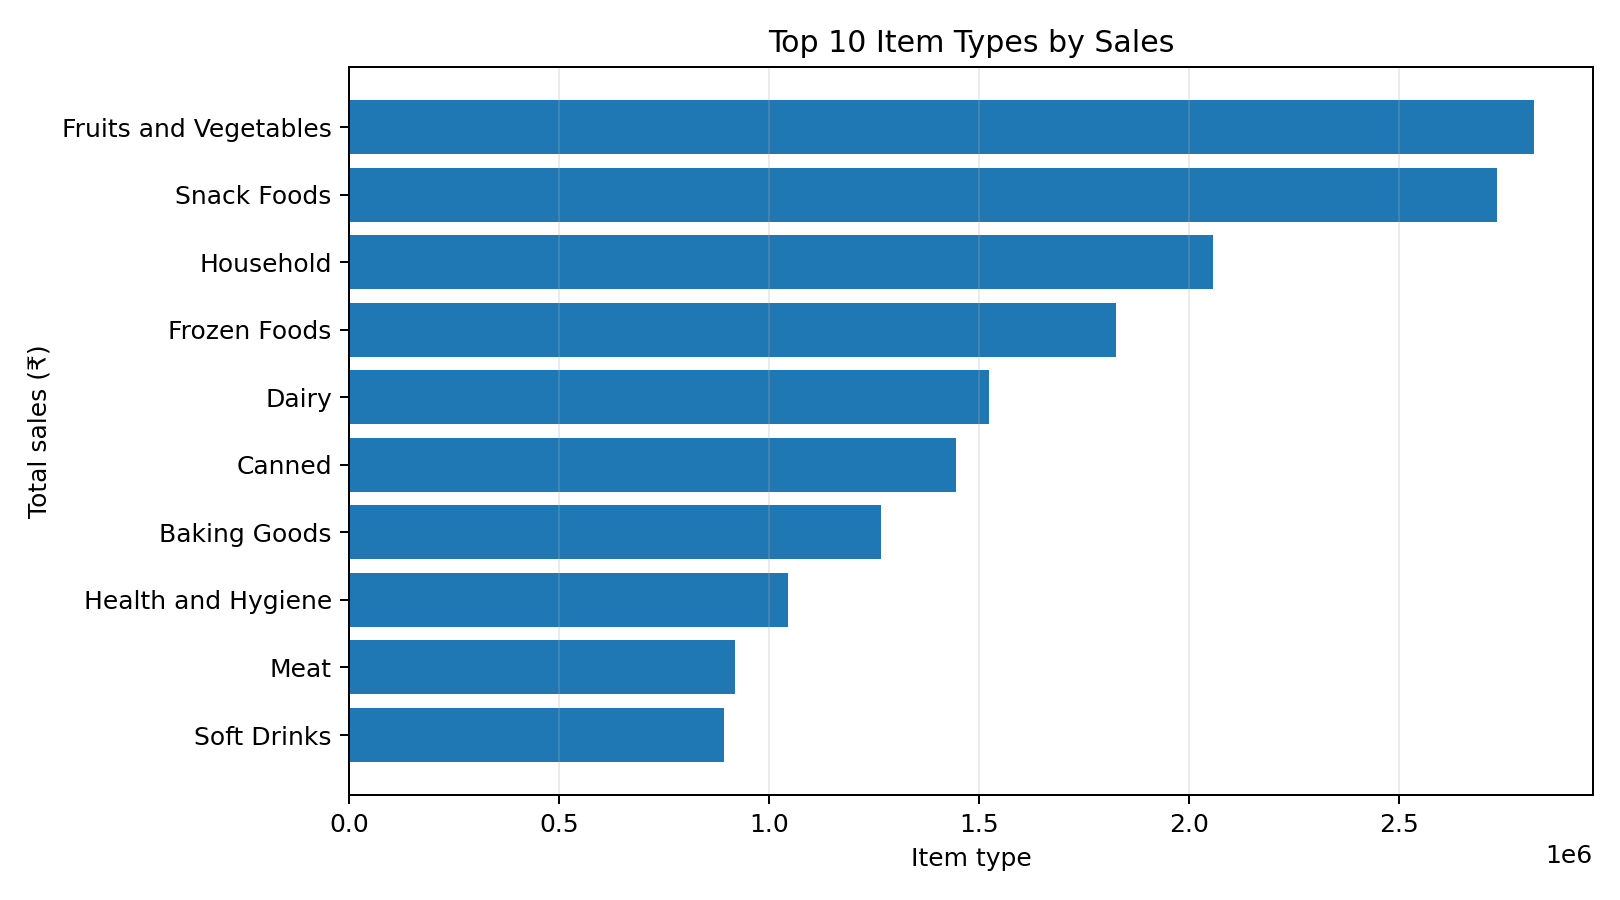 Top 10 Item Types by Sales
Total sales (₹)
Fruits and Vegetables
Snack Foods
Household
Frozen Foods
Dairy
Canned
Baking Goods
Health and Hygiene
Meat
Soft Drinks
0.0 0.5 1.0 1.5 2.0 2.5
Item type
1e6